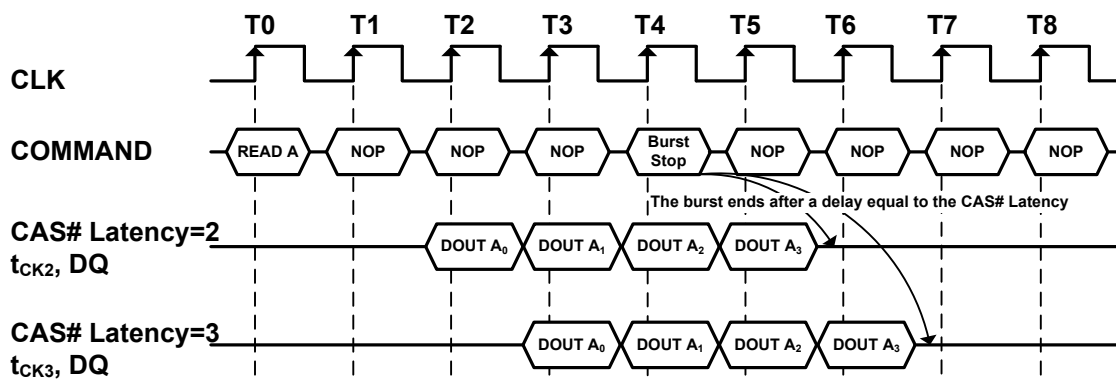 T0 T1 T2 T3 T4 T5 T6 T7 T8
CLK
COMMAND READ A NOP NOP NOP Burst Stop NOP NOP NOP NOP
The burst ends after a delay equal to the CAS# Latency
CAS# Latency=2
tCK2, DQ DOUT A0 DOUT A1 DOUT A2 DOUT A3
CAS# Latency=3
tCK3, DQ DOUT A0 DOUT A1 DOUT A2 DOUT A3